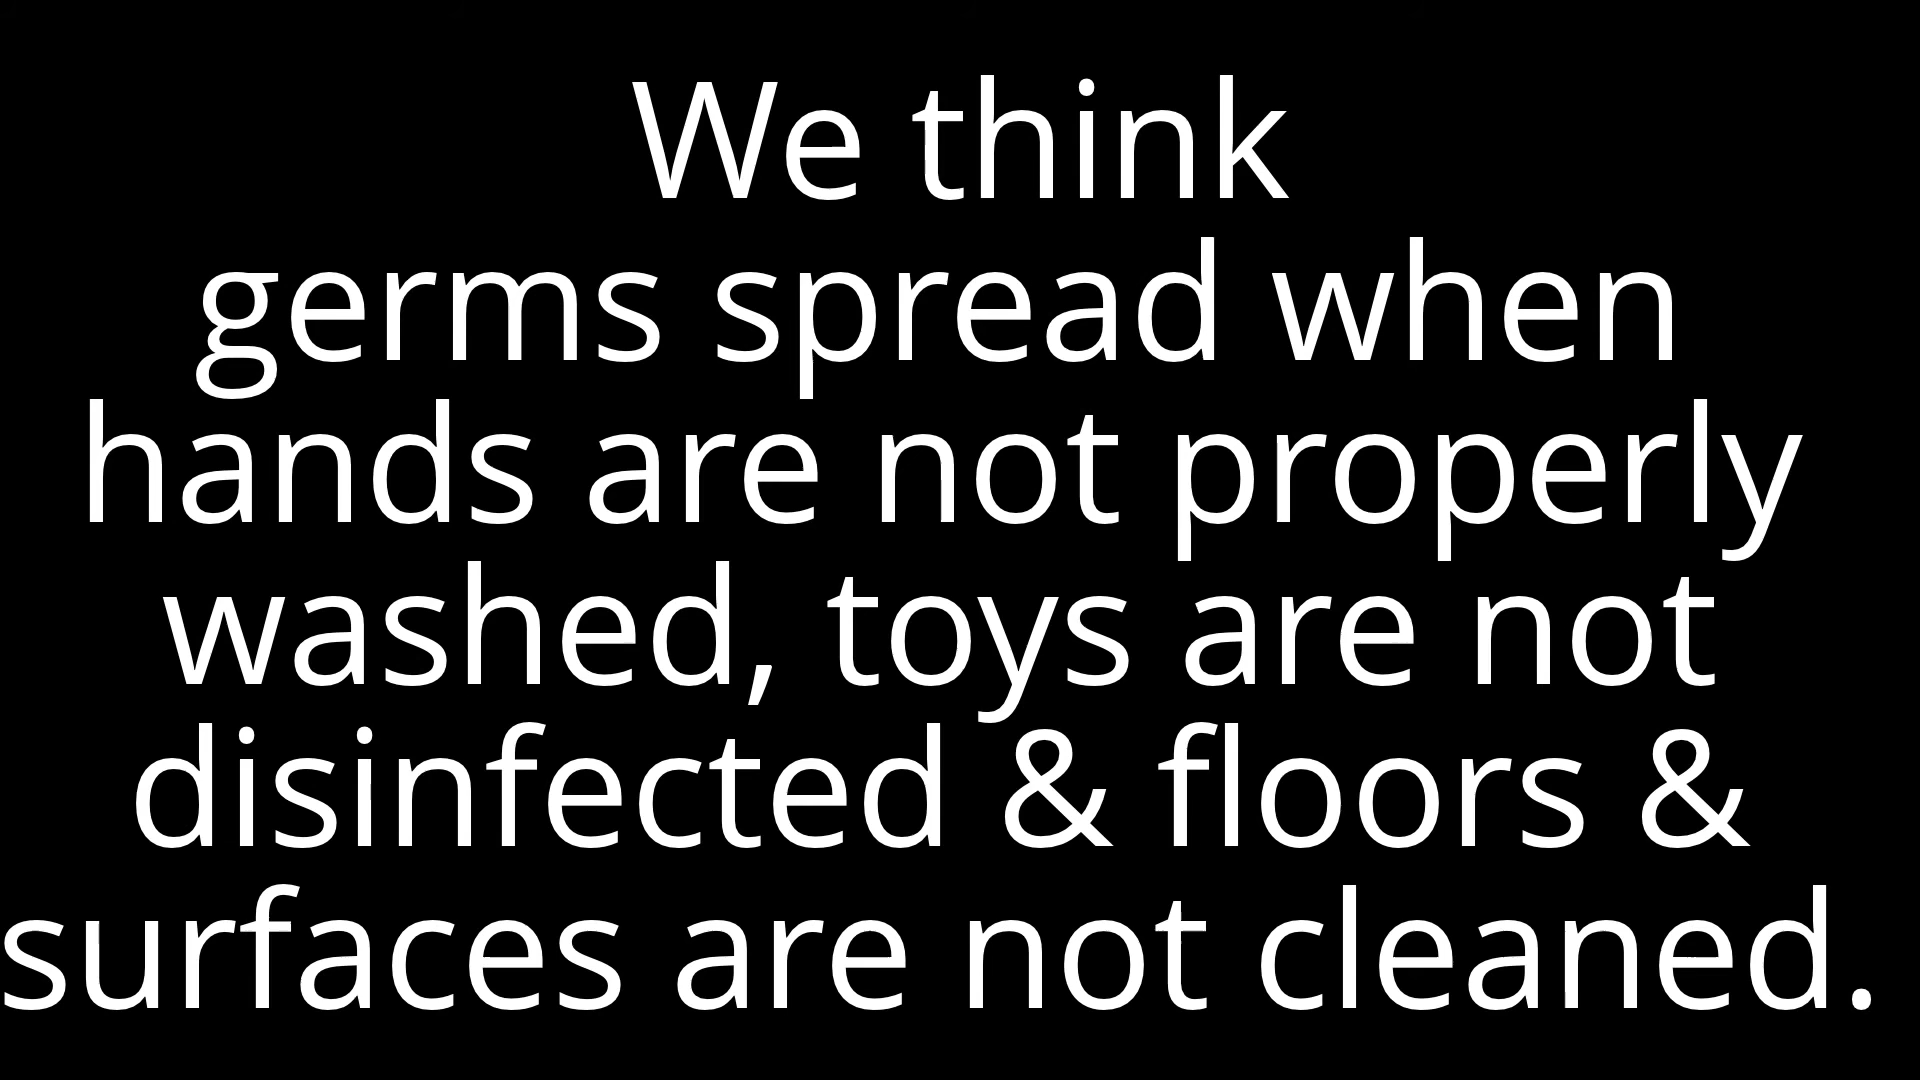 We think
germs spread when
hands are not properly
washed, toys are not
disinfected & floors &
surfaces are not cleaned.